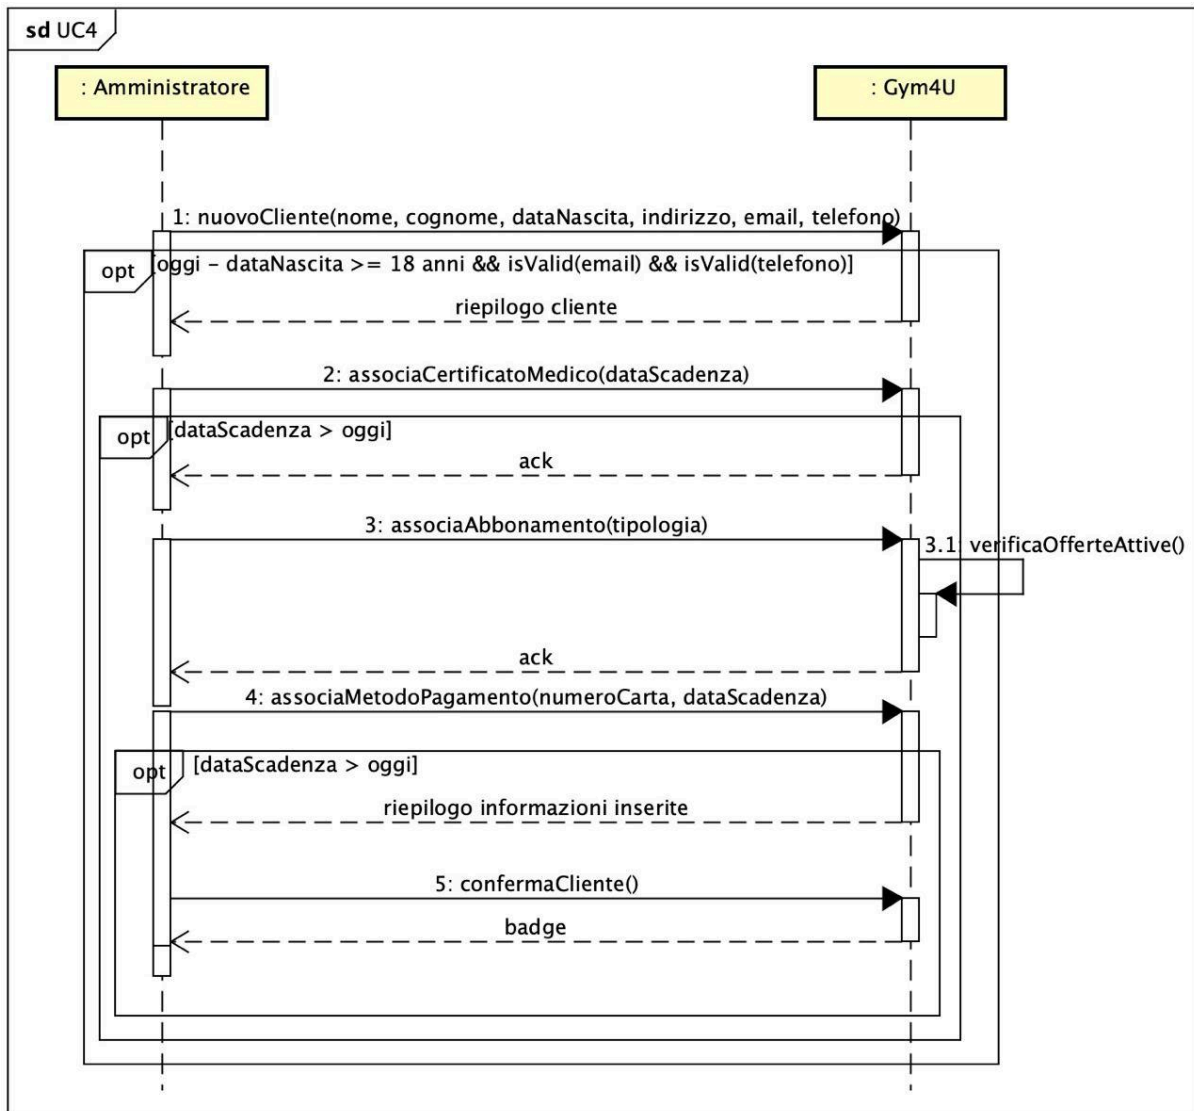 sd UC4
: Amministratore
: Gym4U
1: nuovoCliente(nome, cognome, dataNascita, indirizzo, email, telefono)
opt [oggi – dataNascita >= 18 anni && isValid(email) && isValid(telefono)]
riepilogo cliente
2: associaCertificatoMedico(dataScadenza)
opt [dataScadenza > oggi]
ack
3: associaAbbonamento(tipologia)
3.1: verificaOfferteAttive()
ack
4: associaMetodoPagamento(numeroCarta, dataScadenza)
opt [dataScadenza > oggi]
riepilogo informazioni inserite
5: confermaCliente()
badge